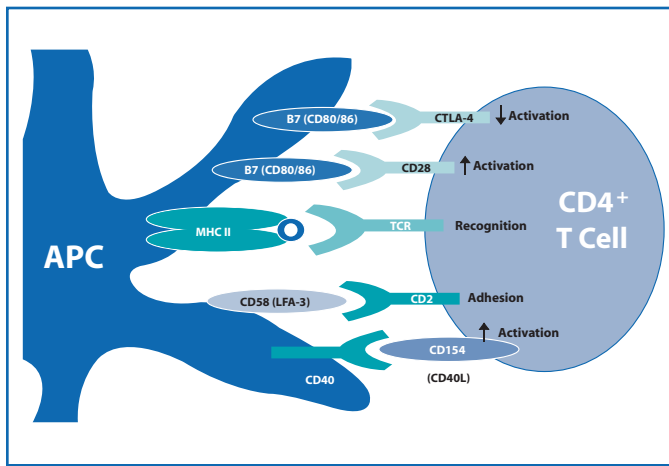 B7 (CD80/86)
CTLA-4
Activation
B7 (CD80/86)
CD28
Activation
CD4+
T Cell
MHC II
TCR
Recognition
APC
CD58 (LFA-3)
CD2
Adhesion
Activation
CD154
CD40
(CD40L)